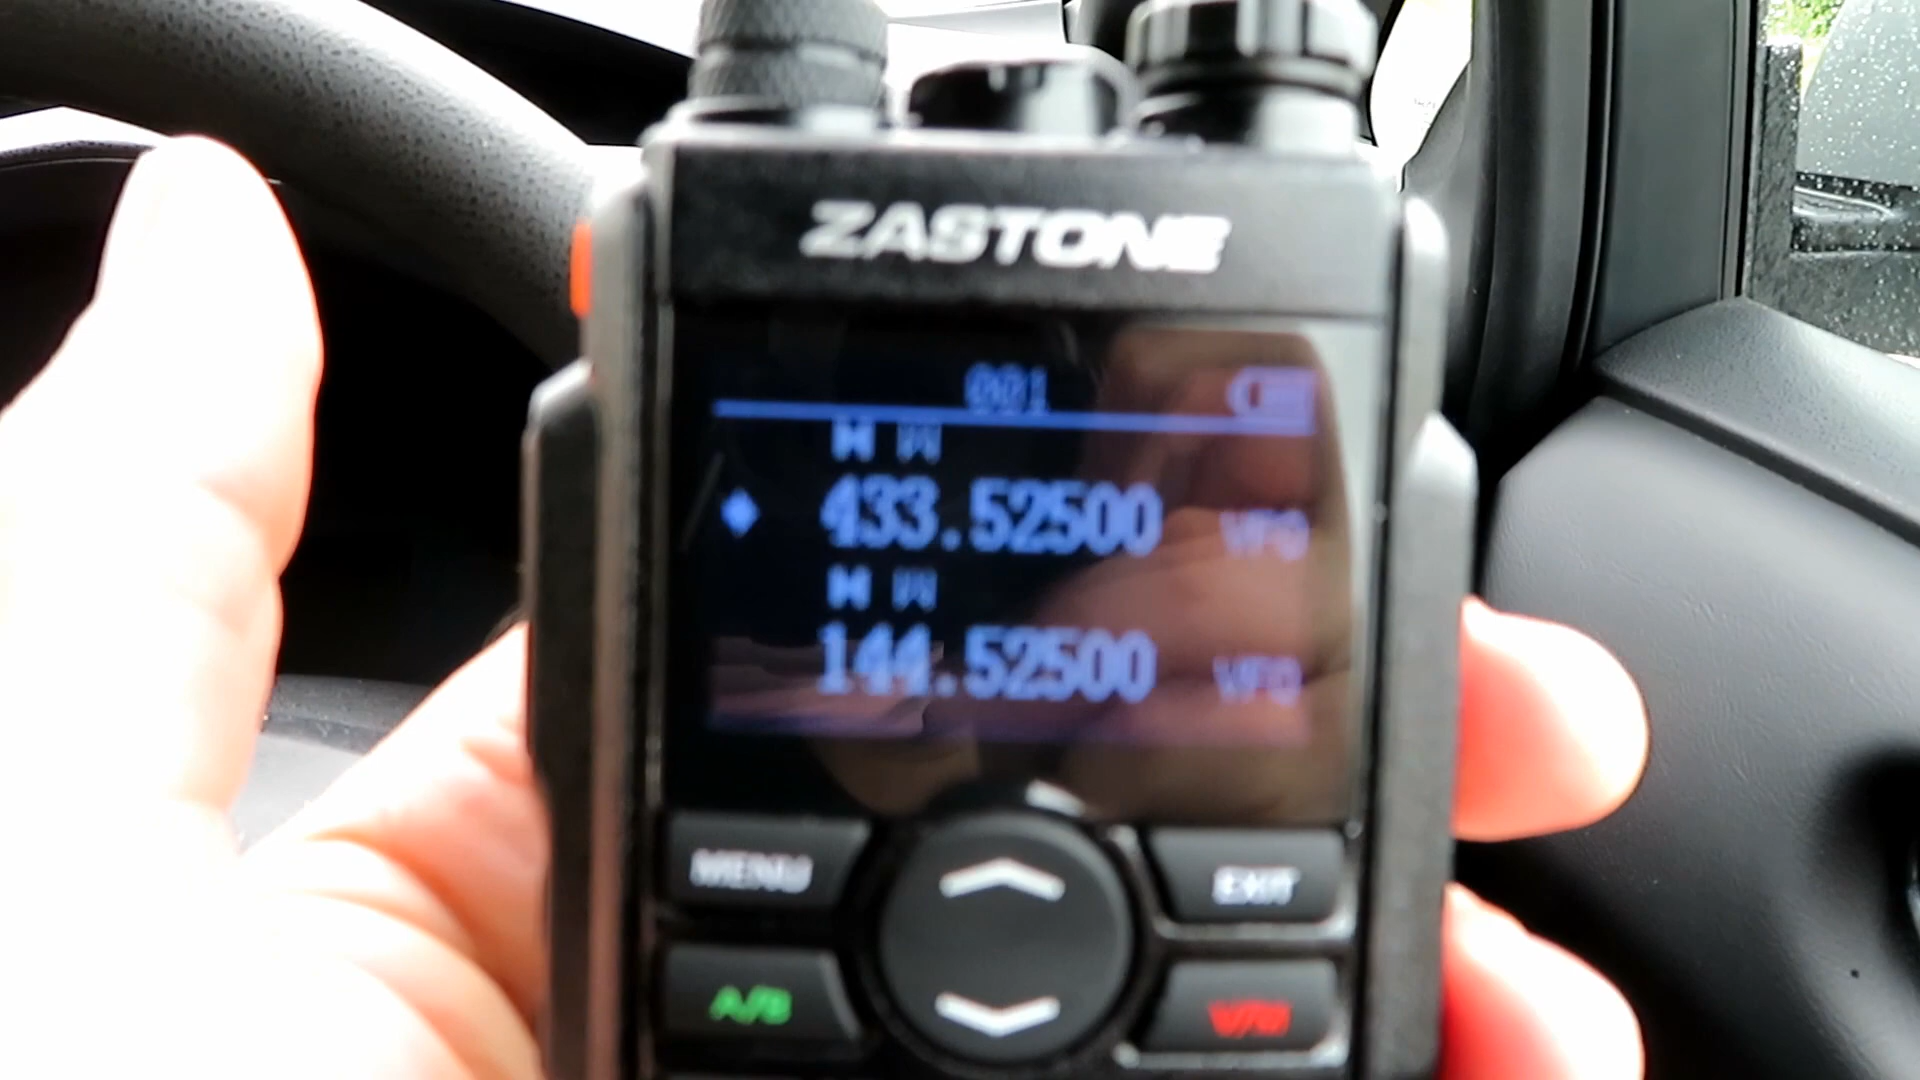 ZASTONE
001
H W
433.52500 VFO
H W
144.52500 VFO
MENU
EXIT
A/B
V/U